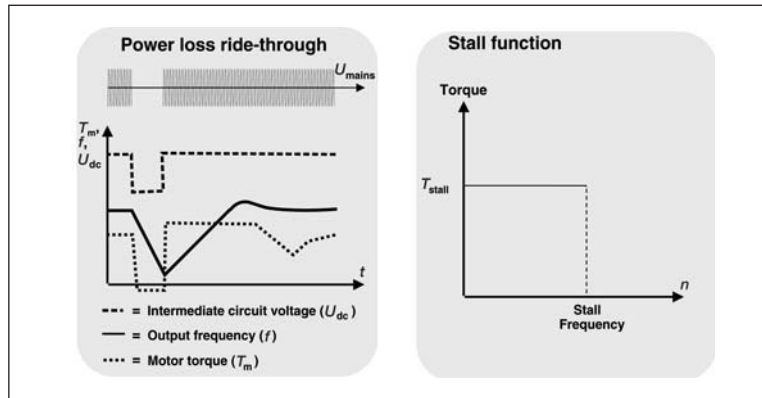 Power loss ride-through
Umains
Tm,
f,
Udc
t
= Intermediate circuit voltage (Udc)
= Output frequency (f)
= Motor torque (Tm)
Stall function
Torque
Tstall
n
Stall
Frequency